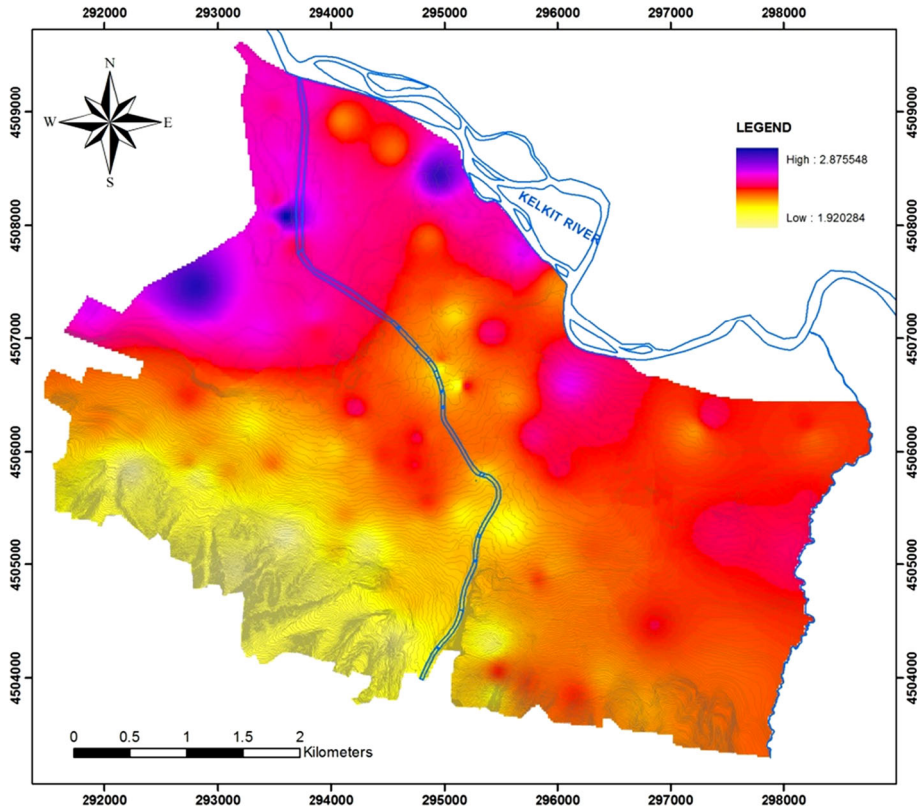 292000 293000 294000 295000 296000 297000 298000
N
W E
S
4509000 4509000
LEGEND
High : 2.875548
Low : 1.920284
KELKIT RIVER
4508000 4508000
4507000 4507000
4506000 4506000
4505000 4505000
4504000 4504000
0 0.5 1 1.5 2
Kilometers
292000 293000 294000 295000 296000 297000 298000